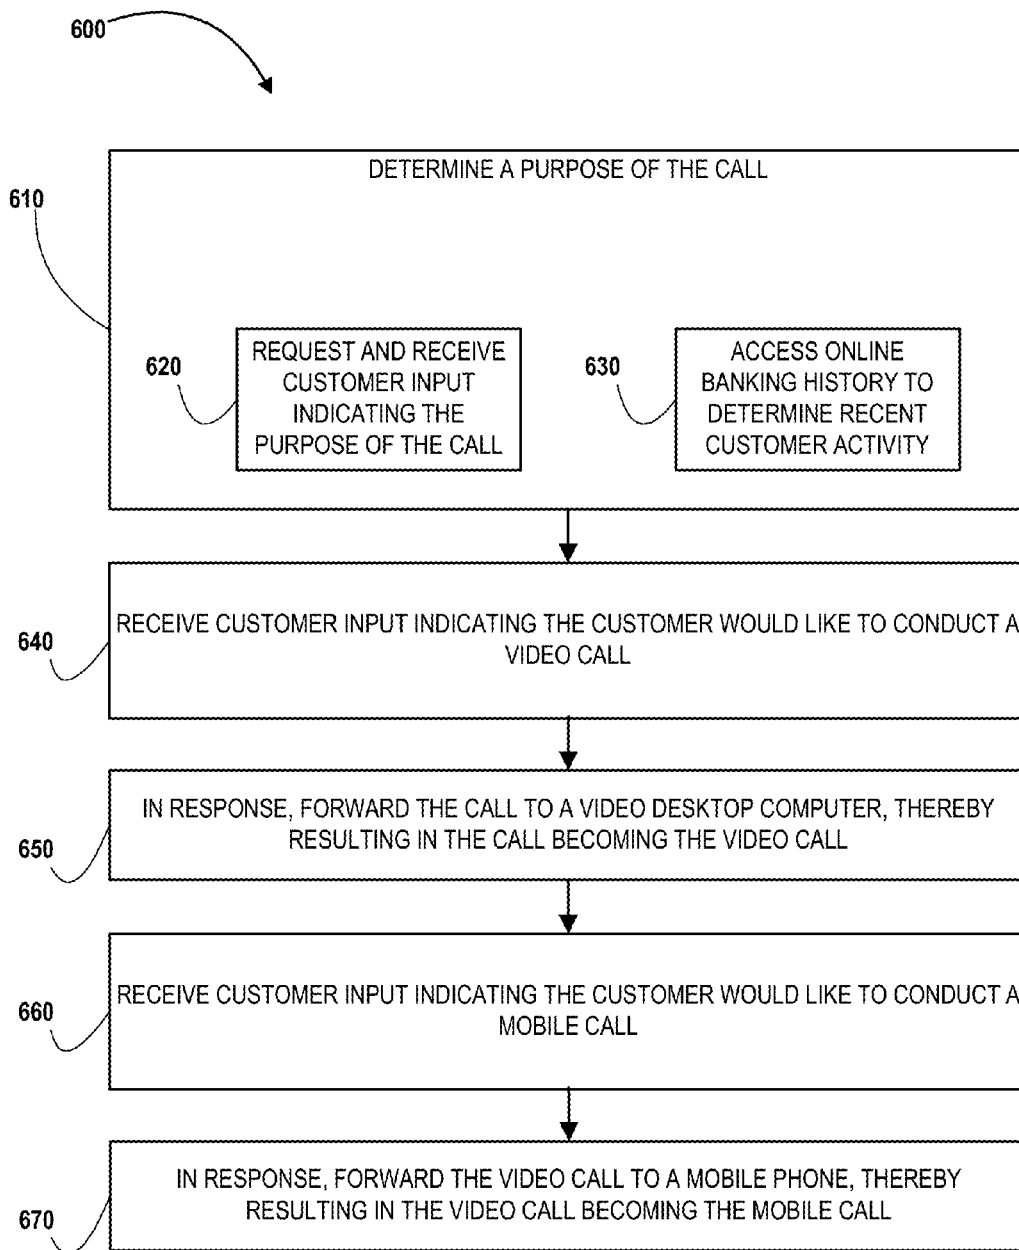 600
610
DETERMINE A PURPOSE OF THE CALL
620
REQUEST AND RECEIVE
CUSTOMER INPUT
INDICATING THE
PURPOSE OF THE CALL
630
ACCESS ONLINE
BANKING HISTORY TO
DETERMINE RECENT
CUSTOMER ACTIVITY
640
RECEIVE CUSTOMER INPUT INDICATING THE CUSTOMER WOULD LIKE TO CONDUCT A
VIDEO CALL
650
IN RESPONSE, FORWARD THE CALL TO A VIDEO DESKTOP COMPUTER, THEREBY
RESULTING IN THE CALL BECOMING THE VIDEO CALL
660
RECEIVE CUSTOMER INPUT INDICATING THE CUSTOMER WOULD LIKE TO CONDUCT A
MOBILE CALL
670
IN RESPONSE, FORWARD THE VIDEO CALL TO A MOBILE PHONE, THEREBY
RESULTING IN THE VIDEO CALL BECOMING THE MOBILE CALL